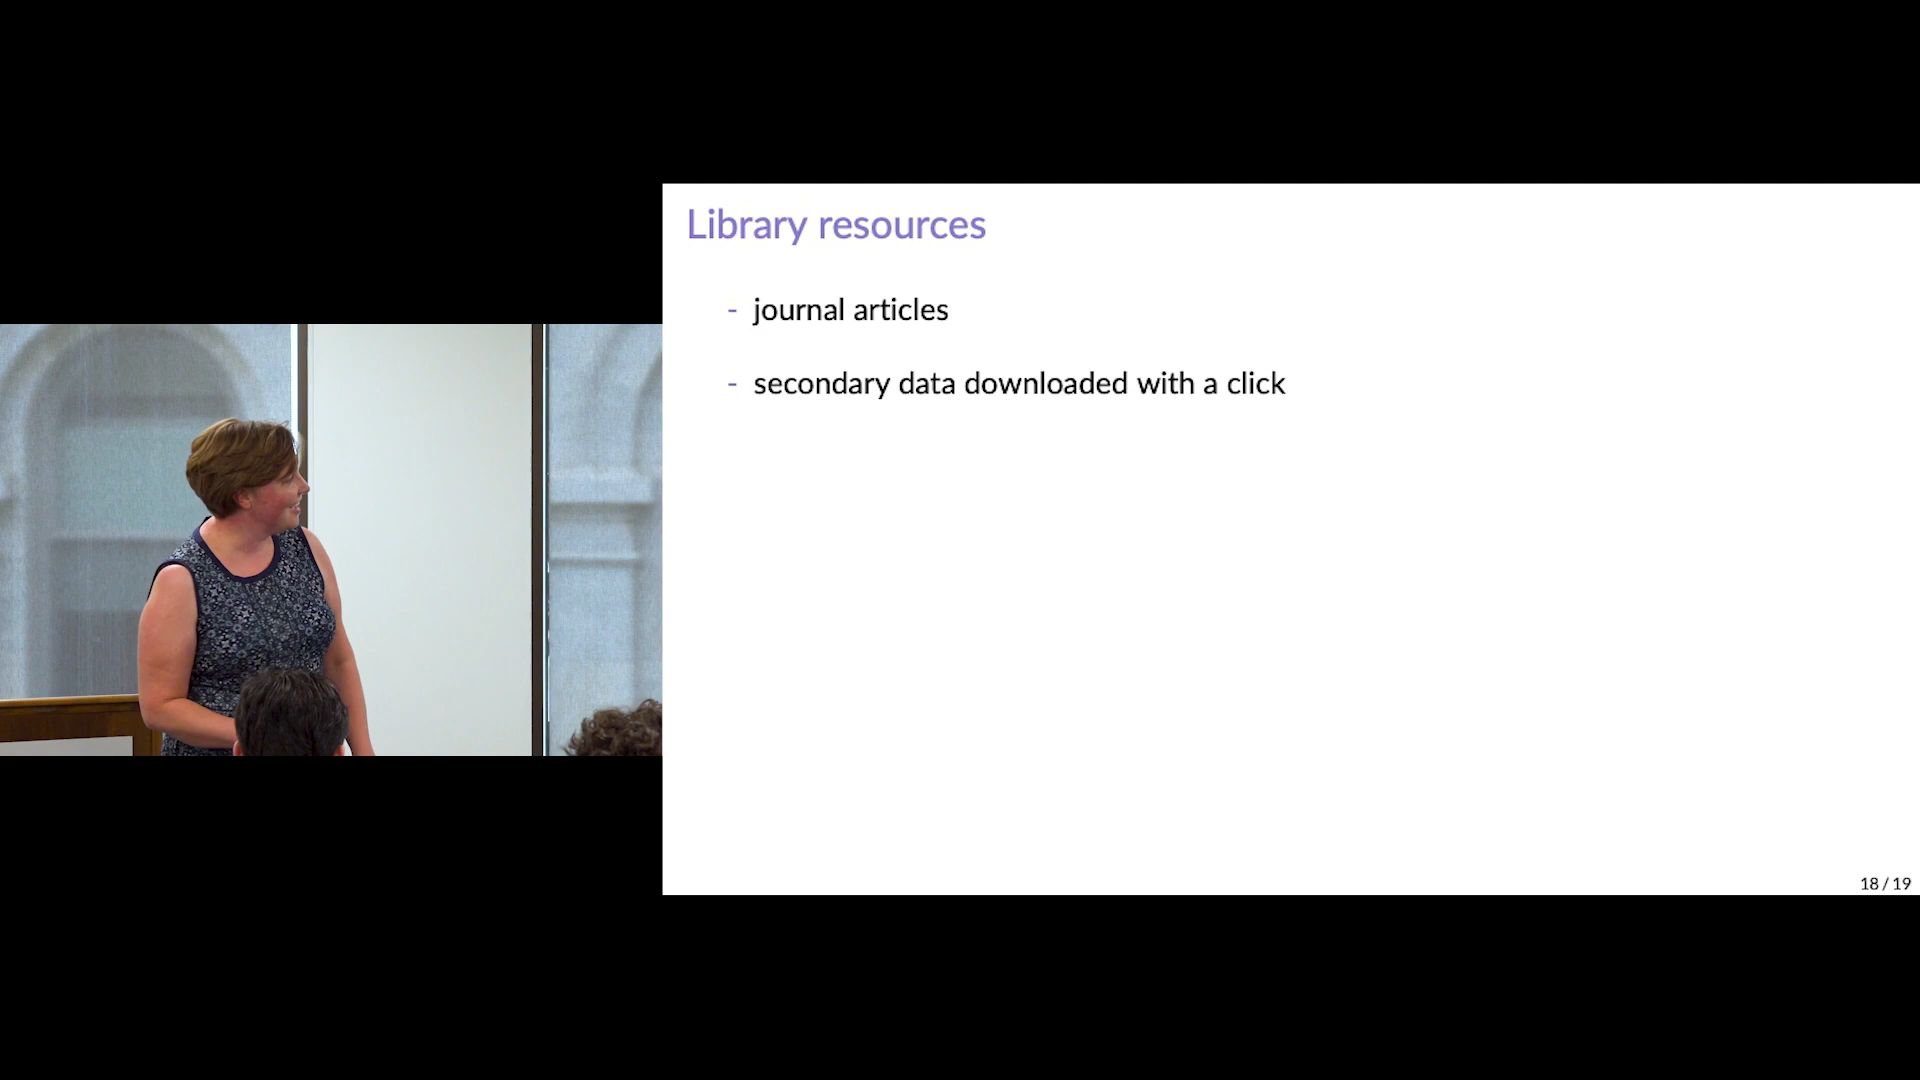 Library resources
- journal articles
- secondary data downloaded with a click
18 / 19